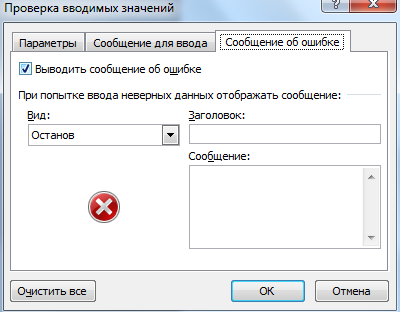 Проверка вводимых значений
Параметры Сообщение для ввода Сообщение об ошибке
Выводить сообщение об ошибке
При попытке ввода неверных данных отображать сообщение:
Вид: Заголовок:
Останов
Сообщение:
Очистить все ОК Отмена